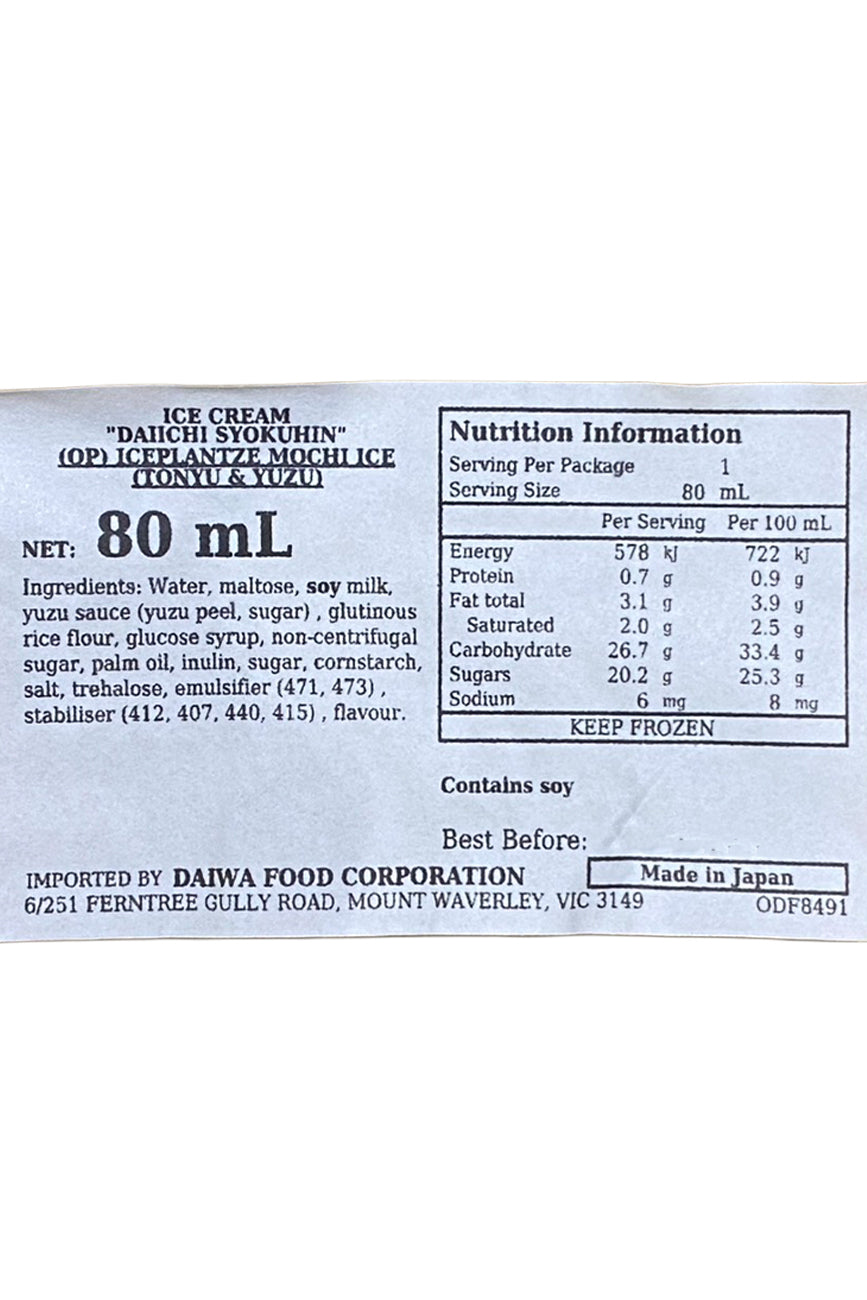 ICE CREAM
"DAIICHI SYOKUHIN"
(OP) ICEPLANTZE MOCHI ICE
(TONYU & YUZU)
NET: 80 mL
Ingredients: Water, maltose, soy milk,
yuzu sauce (yuzu peel, sugar) , glutinous
rice flour, glucose syrup, non-centrifugal
sugar, palm oil, inulin, sugar, cornstarch,
salt, trehalose, emulsifier (471, 473) ,
stabiliser (412, 407, 440, 415) , flavour.
Nutrition Information
Serving Per Package 1
Serving Size 80 mL
Per Serving Per 100 mL
Energy 578 kJ 722 kJ
Protein 0.7 g 0.9 g
Fat total 3.1 g 3.9 g
Saturated 2.0 g 2.5 g
Carbohydrate 26.7 g 33.4 g
Sugars 20.2 g 25.3 g
Sodium 6 mg 8 mg
KEEP FROZEN
Contains soy
Best Before:
IMPORTED BY DAIWA FOOD CORPORATION
6/251 FERNTREE GULLY ROAD, MOUNT WAVERLEY, VIC 3149
Made in Japan
ODF8491